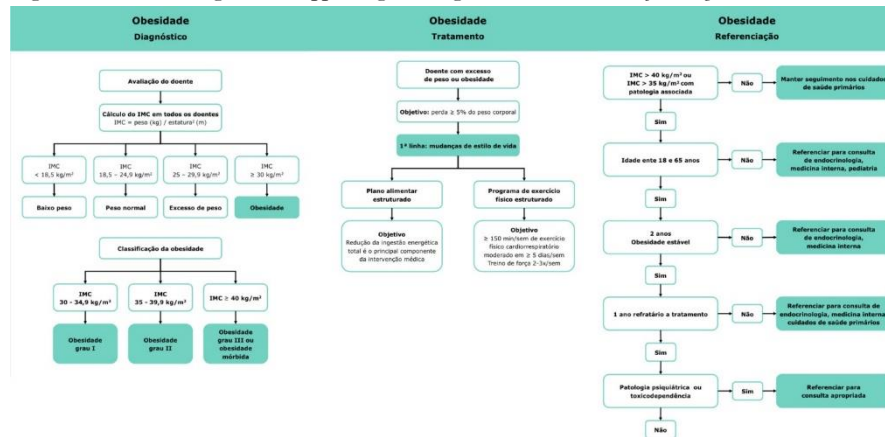 Obesidade
Diagnóstico
Avaliação do doente
Cálculo do IMC em todos os doentes
IMC = peso (kg) / estatura² (m)
IMC
< 18,5 kg/m²
IMC
18,5 – 24,9 kg/m²
IMC
25 – 29,9 kg/m²
IMC
≥ 30 kg/m²
Baixo peso
Peso normal
Excesso de peso
Obesidade
Classificação da obesidade
IMC
30 - 34,9 kg/m²
IMC
35 - 39,9 kg/m²
IMC ≥ 40 kg/m²
Obesidade
grau I
Obesidade
grau II
Obesidade
grau III ou
obesidade
mórbida
Obesidade
Tratamento
Doente com excesso
de peso ou obesidade
Objetivo: perda ≥ 5% do peso corporal
1ª linha: mudanças de estilo de vida
Plano alimentar
estruturado
Programa de exercício
físico estruturado
Objetivo
Redução da ingestão energética
total é o principal componente
da intervenção médica
Objetivo
≥ 150 min/sem de exercício
físico cardiorrespiratório
moderado em ≥ 5 dias/sem
Treino de força 2-3x/sem
Obesidade
Referenciação
IMC > 40 kg/m² ou
IMC > 35 kg/m² com
patologia associada
Não
Manter seguimento nos cuidados
de saúde primários
Sim
Idade ente 18 e 65 anos
Não
Referenciar para consulta
de endocrinologia,
medicina interna, pediatria
Sim
2 anos
Obesidade estável
Não
Referenciar para consulta
de endocrinologia,
medicina interna
Sim
1 ano refratário a tratamento
Não
Referenciar para consulta de
endocrinologia, medicina interna
cuidados de saúde primários
Sim
Patologia psiquiátrica ou
toxicodependência
Sim
Referenciar para
consulta apropriada
Não